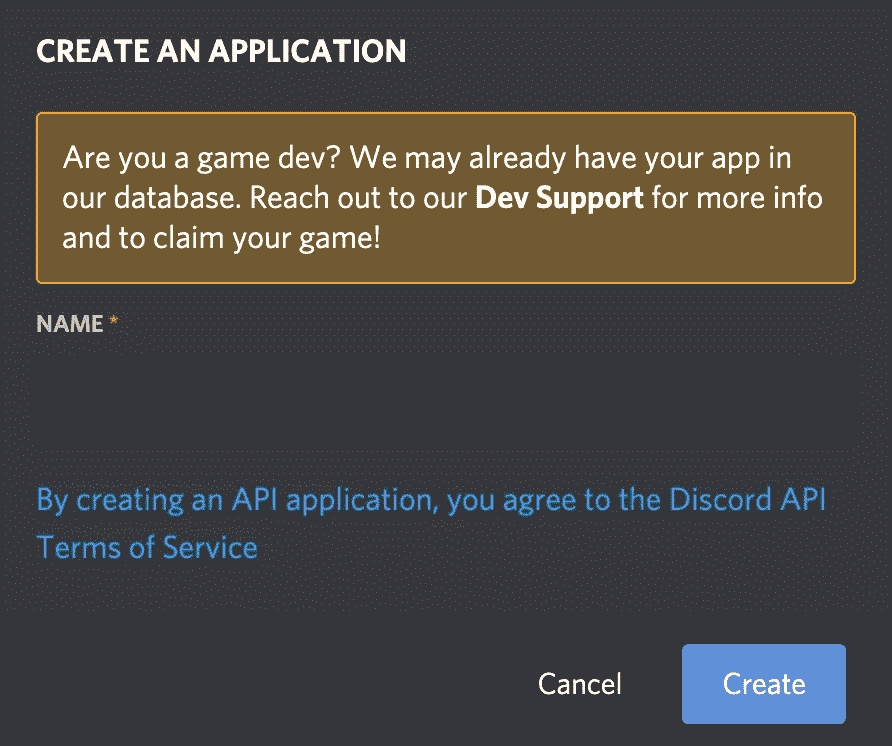 CREATE AN APPLICATION
Are you a game dev? We may already have your app in
our database. Reach out to our Dev Support for more info
and to claim your game!
NAME *
By creating an API application, you agree to the Discord API
Terms of Service
Cancel
Create